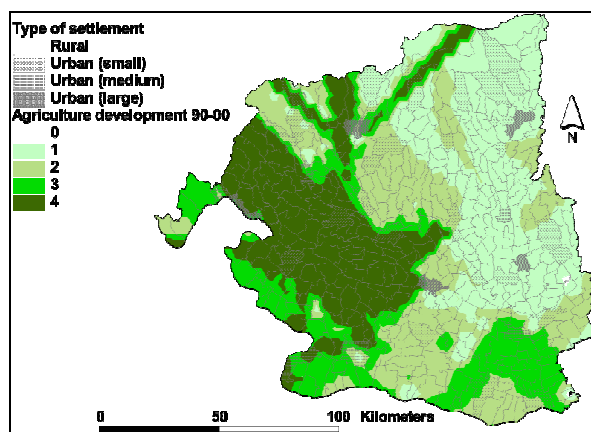 Type of settlement
Rural
Urban (small)
Urban (medium)
Urban (large)
Agriculture development 90-00
0
1
2
3
4
N
0 50 100 Kilometers